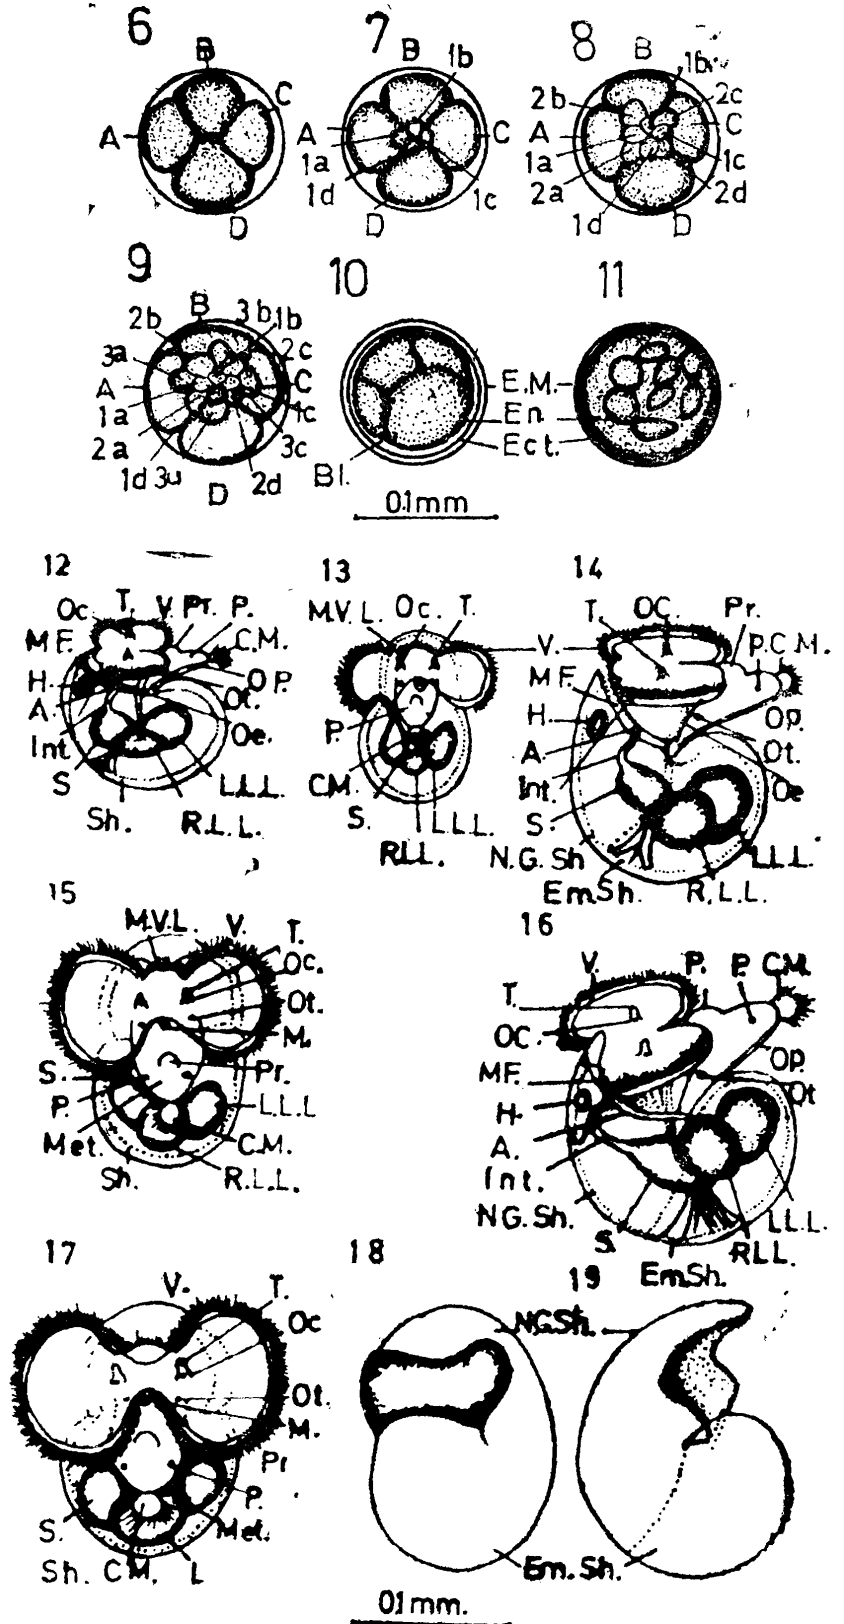 6 7 8
B B 1b B 1b
C 2b 2c
A A C A C
1a 1a 1c
1d 1c 2a 2d
D D 1d D
9 10 11
2b B 3b 1b
3a 2c
A C E.M.
1a 1c En.
2a 3c Ect.
1d D 2d Bl.
0.1mm
12 13 14
Oc. T. V. Pr. P. M.V.L. Oc. T. T. OC. Pr.
M.F. C.M. V. P. C.M.
H. O.P. M.F.
A. Ot. P. H. Op.
Int. Oe. A. Ot.
S C.M. Int. Oe
L.L.L. S. L.L.L. S.
Sh. R.L.L. R.L.L. N.G.Sh L.L.L.
Em.Sh. R.L.L.
15 16
M.V.L. V. T. V. P. P. C.M.
Oc. T.
Ot. OC.
M. M.F. Op.
S. Pr. H. Ot
P. L.L.L A.
Met. C.M. Int.
Sh. R.L.L. N.G.Sh. L.L.L.
S. Em.Sh. R.L.L.
17 18 19
V. T. N.G.Sh.
Oc
Ot.
M.
Pr
P.
S. Met.
Sh. C.M. L Em.Sh.
0.1mm.